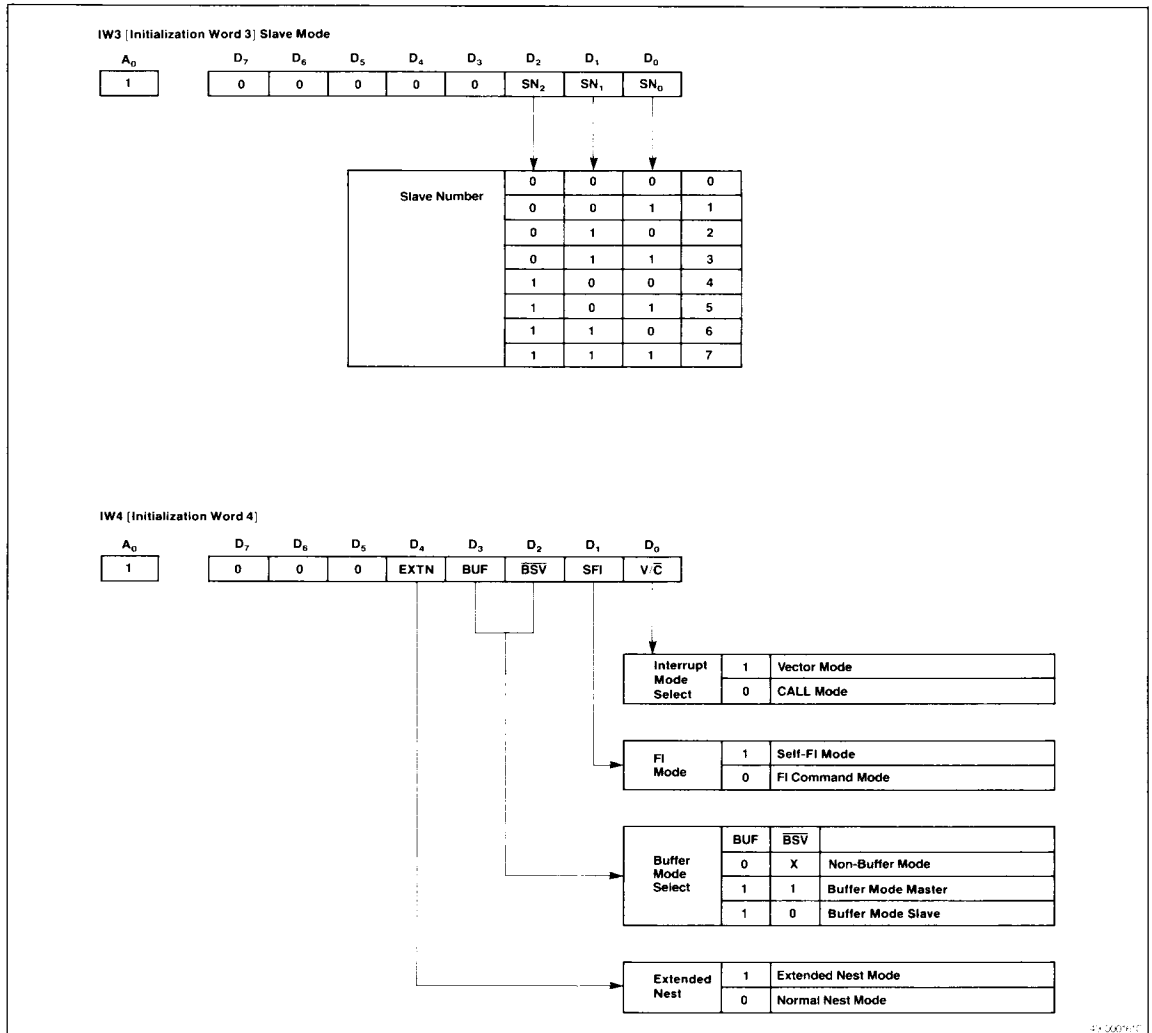 IW3 [Initialization Word 3] Slave Mode
A₀ D₇ D₆ D₅ D₄ D₃ D₂ D₁ D₀
1 0 0 0 0 0 SN₂ SN₁ SN₀
Slave Number
0 0 0 0
0 0 1 1
0 1 0 2
0 1 1 3
1 0 0 4
1 0 1 5
1 1 0 6
1 1 1 7
IW4 [Initialization Word 4]
A₀ D₇ D₆ D₅ D₄ D₃ D₂ D₁ D₀
1 0 0 0 EXTN BUF B̅S̅V̅ SFI V/C̅
Interrupt
Mode
Select
1 Vector Mode
0 CALL Mode
FI
Mode
1 Self-FI Mode
0 FI Command Mode
Buffer
Mode
Select
BUF B̅S̅V̅
0 X Non-Buffer Mode
1 1 Buffer Mode Master
1 0 Buffer Mode Slave
Extended
Nest
1 Extended Nest Mode
0 Normal Nest Mode